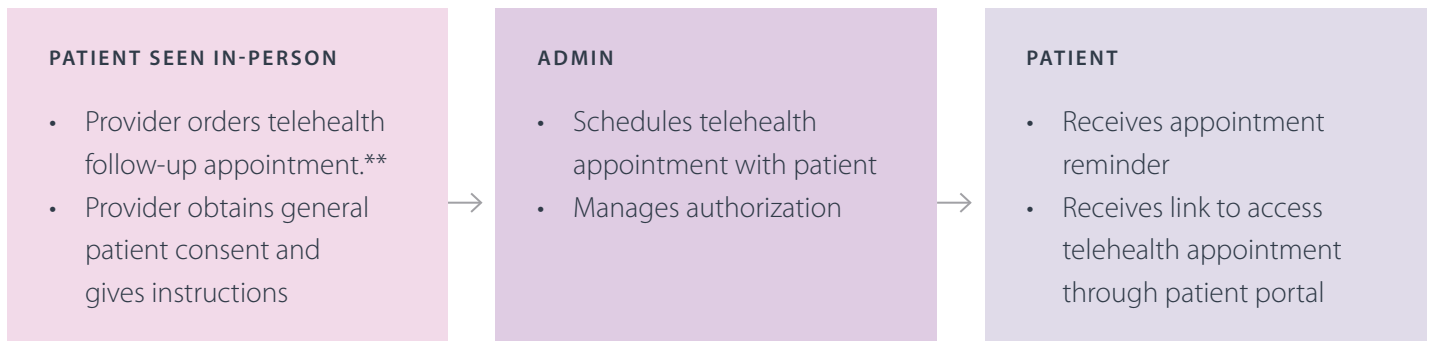 PATIENT SEEN IN-PERSON
• Provider orders telehealth
follow-up appointment.**
• Provider obtains general
patient consent and
gives instructions
ADMIN
• Schedules telehealth
appointment with patient
• Manages authorization
PATIENT
• Receives appointment
reminder
• Receives link to access
telehealth appointment
through patient portal